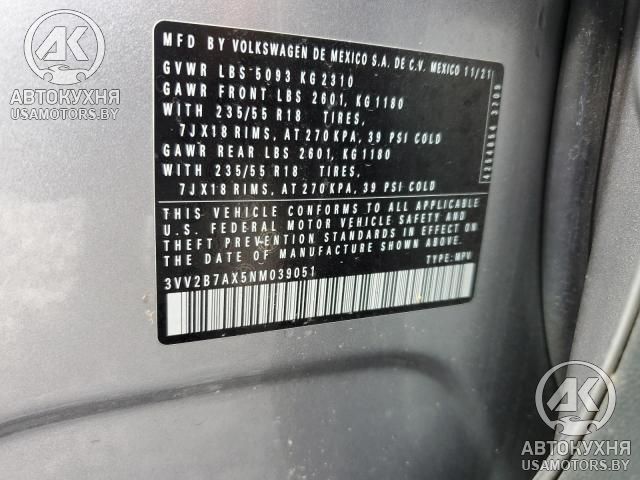 MFD BY VOLKSWAGEN DE MEXICO S.A. DE C.V. MEXICO 11/21
GVWR LBS 5093 KG 2310
GAWR FRONT LBS 2601, KG 1180
WITH 235/55 R18 TIRES,
7JX18 RIMS, AT 270 KPA, 39 PSI COLD
GAWR REAR LBS 2601, KG 1180
WITH 235/55 R18 TIRES,
7JX18 RIMS, AT 270 KPA, 39 PSI COLD
THIS VEHICLE CONFORMS TO ALL APPLICABLE
U.S. FEDERAL MOTOR VEHICLE SAFETY AND
THEFT PREVENTION STANDARDS IN EFFECT ON
THE DATE OF MANUFACTURE SHOWN ABOVE.
3VV2B7AX5NM039051 TYPE: MPV
АК
АВТОКУХНЯ
USAMOTORS.BY
АК
АВТОКУХНЯ
USAMOTORS.BY